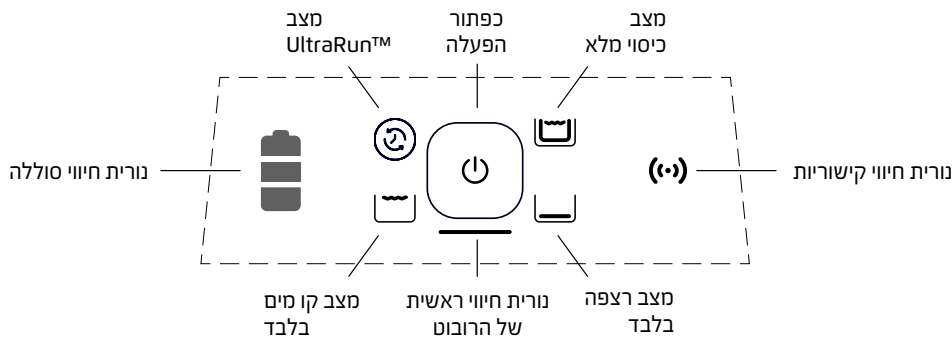 מצב
כיסוי מלא
כפתור
הפעלה
מצב
UltraRun™
נורית חיווי קישוריות
נורית חיווי סוללה
מצב רצפה
בלבד
נורית חיווי ראשית
של הרובוט
מצב קו מים
בלבד